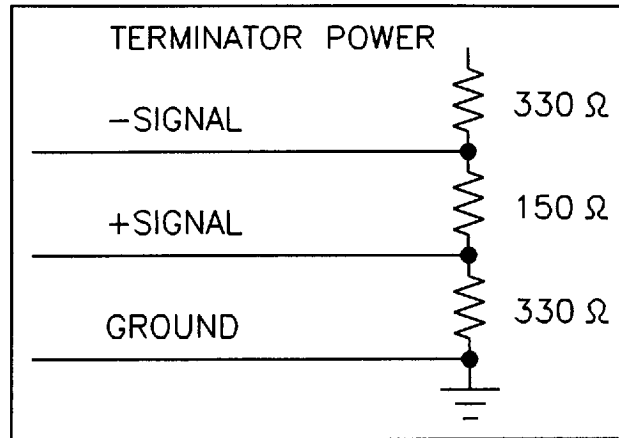 TERMINATOR POWER
330 Ω
−SIGNAL
150 Ω
+SIGNAL
330 Ω
GROUND